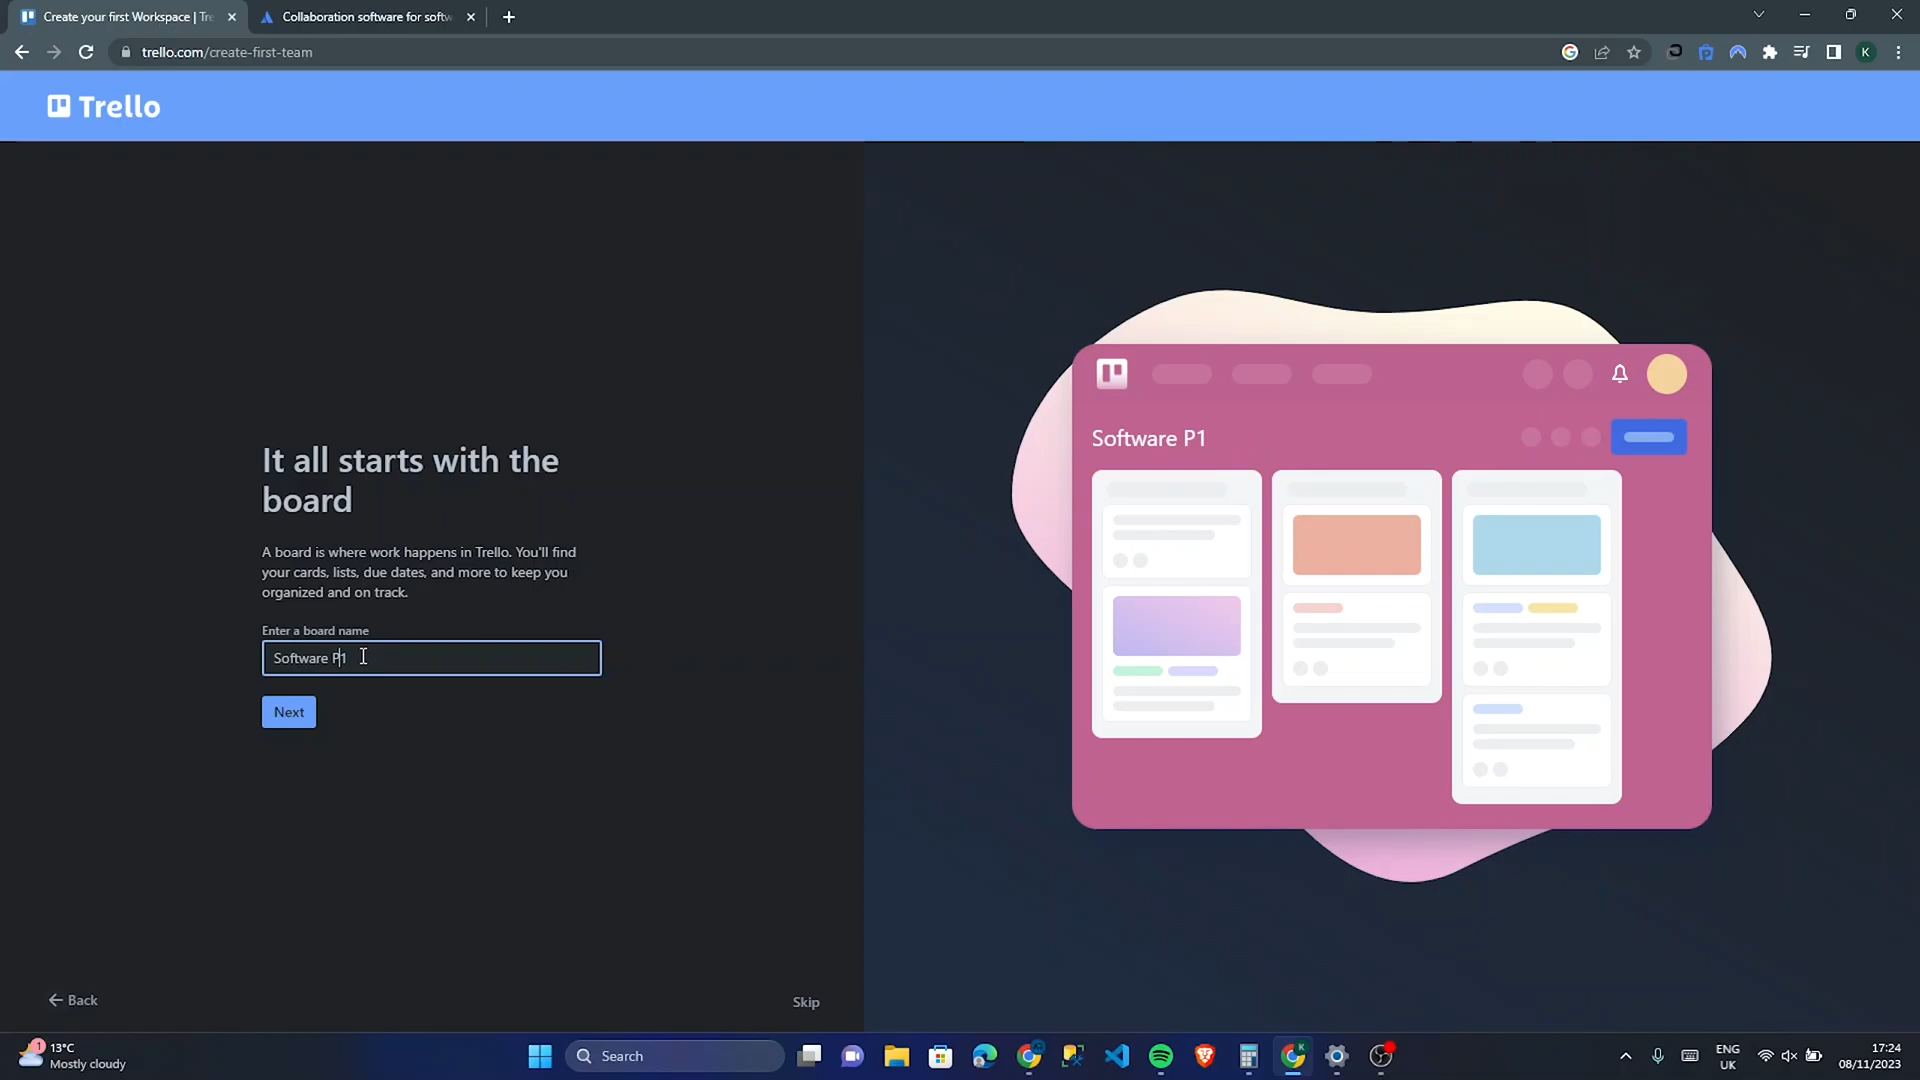 Create your first Workspace | Tre
Collaboration software for softw
trello.com/create-first-team
K
Trello
It all starts with the
board
A board is where work happens in Trello. You'll find
your cards, lists, due dates, and more to keep you
organized and on track.
Enter a board name
Software P1
Next
Back
Skip
Software P1
1
13°C
Mostly cloudy
Search
K
ENG
UK
17:24
08/11/2023